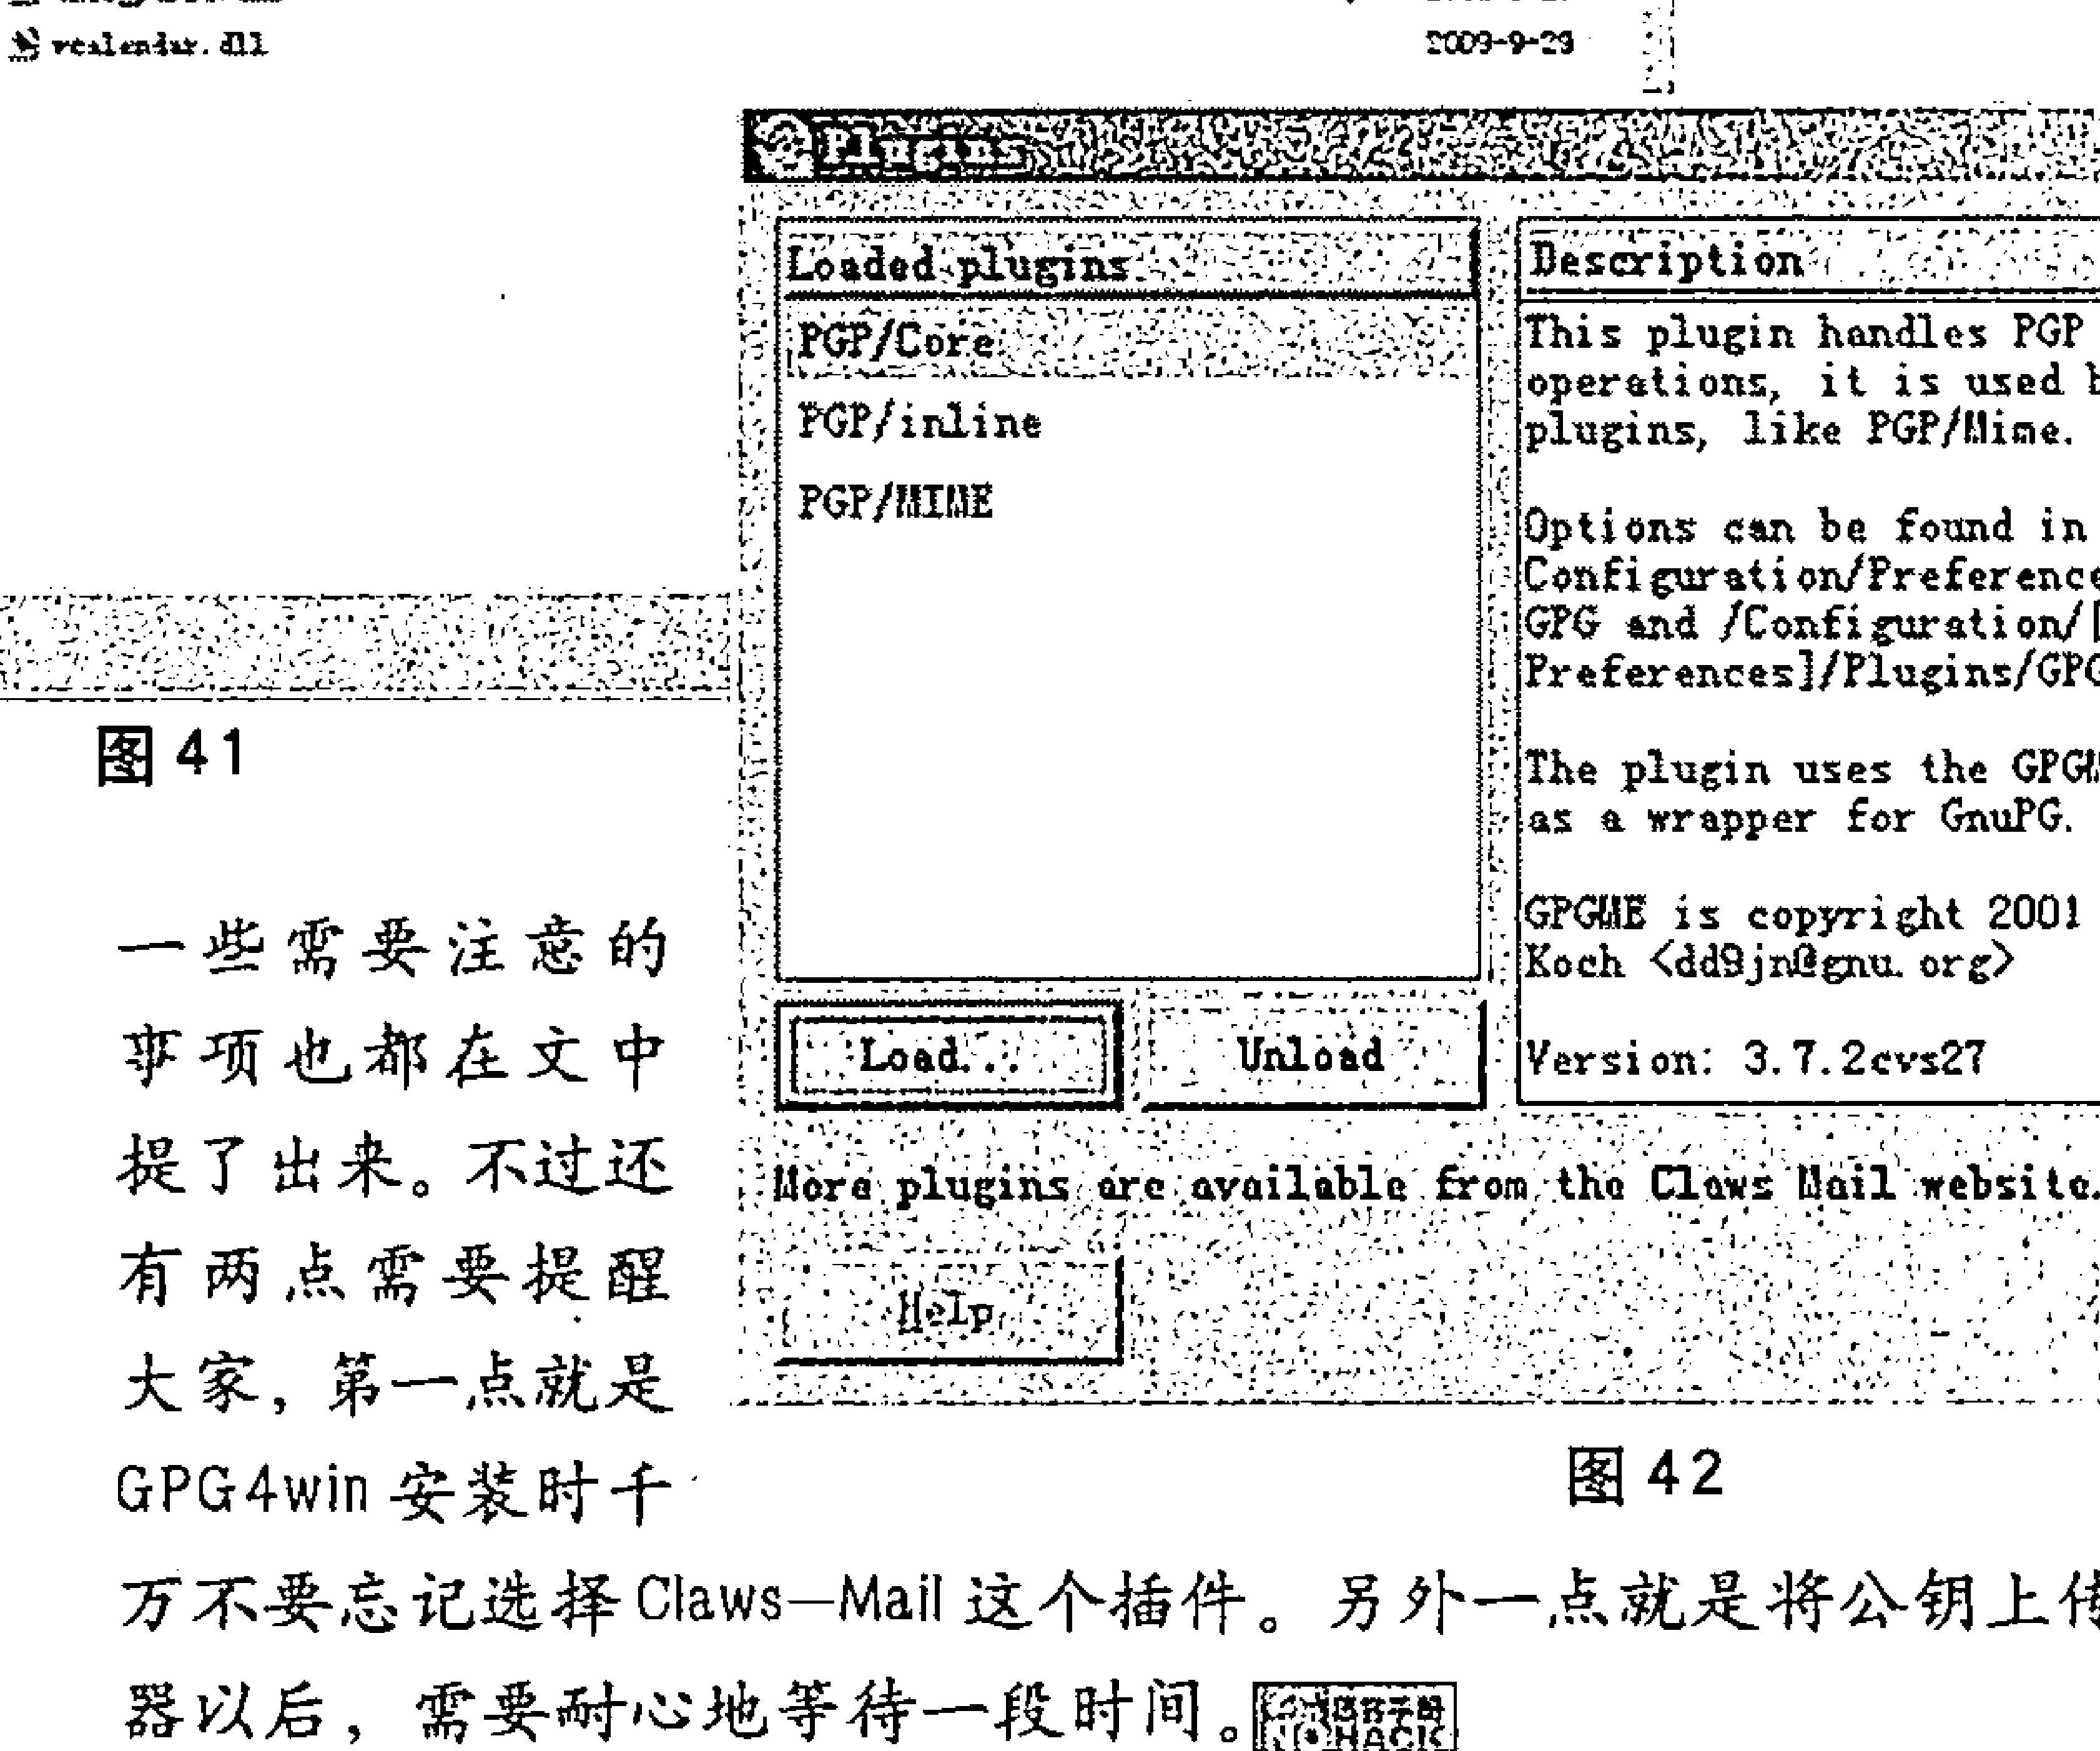 vcalendar.dll
2009-9-29
图 41
Plugins
Loaded plugins
PGP/Core
PGP/inline
PGP/MIME
Load...
Unload
Description
This plugin handles PGP
operations, it is used
plugins, like PGP/Mime.
Options can be found in
Configuration/Preference
GPG and /Configuration/[
Preferences]/Plugins/GPG
The plugin uses the GPGM
as a wrapper for GnuPG.
GPGME is copyright 2001
Koch <dd9jn@gnu.org>
Version: 3.7.2cvs27
More plugins are available from the Claws Mail website.
Help
图 42
一些需要注意的
事项也都在文中
提了出来。不过还
有两点需要提醒
大家，第一点就是
GPG4win 安装时千
万不要忘记选择 Claws-Mail 这个插件。另外一点就是将公钥上传
器以后，需要耐心地等待一段时间。
HACK